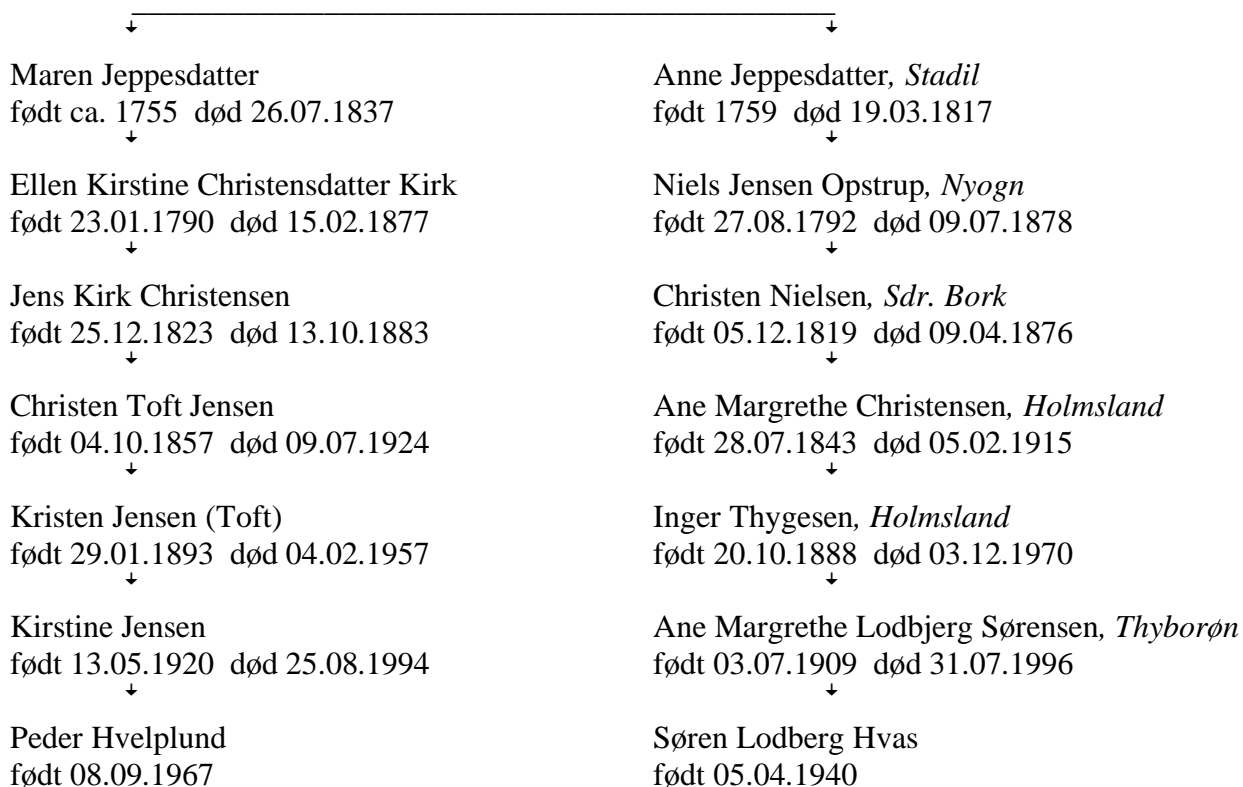 Maren Jeppesdatter
født ca. 1755 død 26.07.1837
Anne Jeppesdatter, Stadil
født 1759 død 19.03.1817
Ellen Kirstine Christensdatter Kirk
født 23.01.1790 død 15.02.1877
Niels Jensen Opstrup, Nyogn
født 27.08.1792 død 09.07.1878
Jens Kirk Christensen
født 25.12.1823 død 13.10.1883
Christen Nielsen, Sdr. Bork
født 05.12.1819 død 09.04.1876
Christen Toft Jensen
født 04.10.1857 død 09.07.1924
Ane Margrethe Christensen, Holmsland
født 28.07.1843 død 05.02.1915
Kristen Jensen (Toft)
født 29.01.1893 død 04.02.1957
Inger Thygesen, Holmsland
født 20.10.1888 død 03.12.1970
Kirstine Jensen
født 13.05.1920 død 25.08.1994
Ane Margrethe Lodbjerg Sørensen, Thyborøn
født 03.07.1909 død 31.07.1996
Peder Hvelplund
født 08.09.1967
Søren Lodberg Hvas
født 05.04.1940